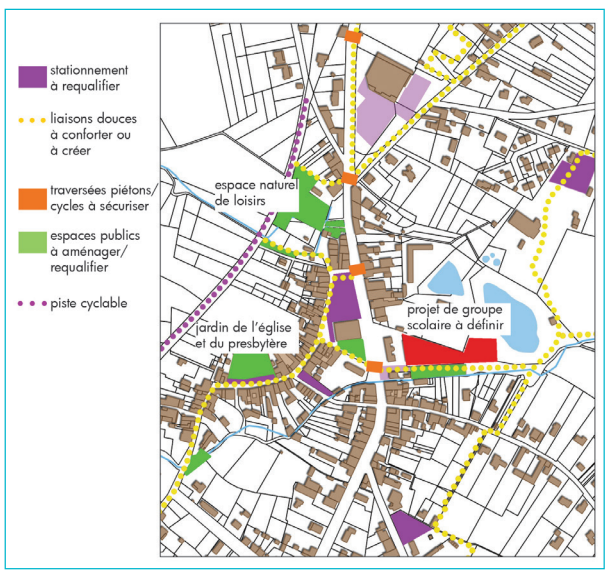 stationnement
à requalifier
liaisons douces
à conforter ou
à créer
traversées piétons/
cycles à sécuriser
espaces publics
à aménager/
requalifier
piste cyclable
espace naturel
de loisirs
jardin de l'église
et du presbytère
projet de groupe
scolaire à définir